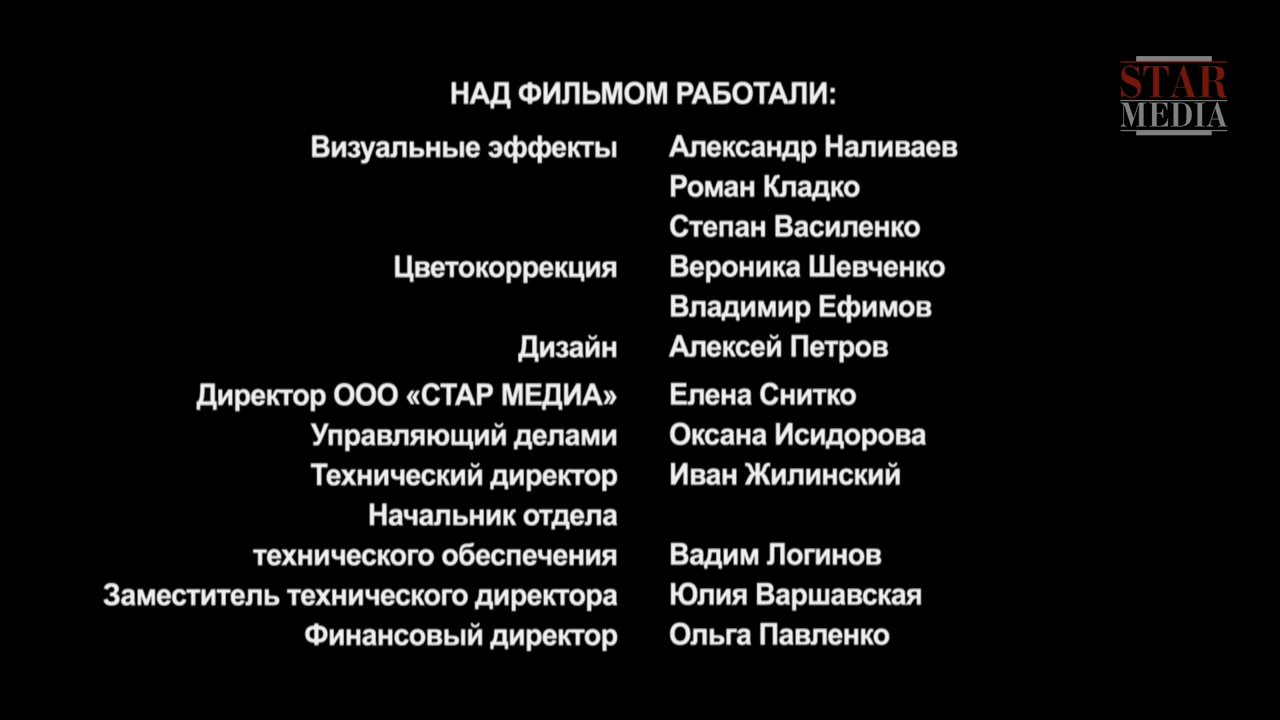 НАД ФИЛЬМОМ РАБОТАЛИ:
STAR
MEDIA
Визуальные эффекты Александр Наливаев
Роман Кладко
Степан Василенко
Цветокоррекция Вероника Шевченко
Владимир Ефимов
Дизайн Алексей Петров
Директор ООО «СТАР МЕДИА» Елена Снитко
Управляющий делами Оксана Исидорова
Технический директор Иван Жилинский
Начальник отдела
технического обеспечения Вадим Логинов
Заместитель технического директора Юлия Варшавская
Финансовый директор Ольга Павленко